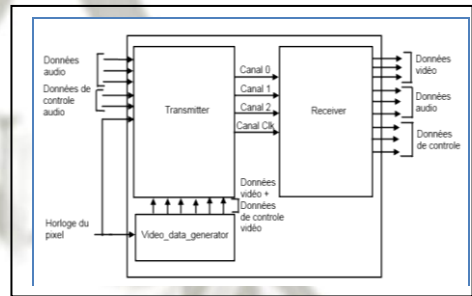 Données
audio
Données de
controle
audio
Horloge du
pixel
Transmitter
Canal 0
Canal 1
Canal 2
Canal Clk
Receiver
Données
vidéo
Données
audio
Données
de controle
Données
vidéo +
Données
de controle
vidéo
Video_data_generator